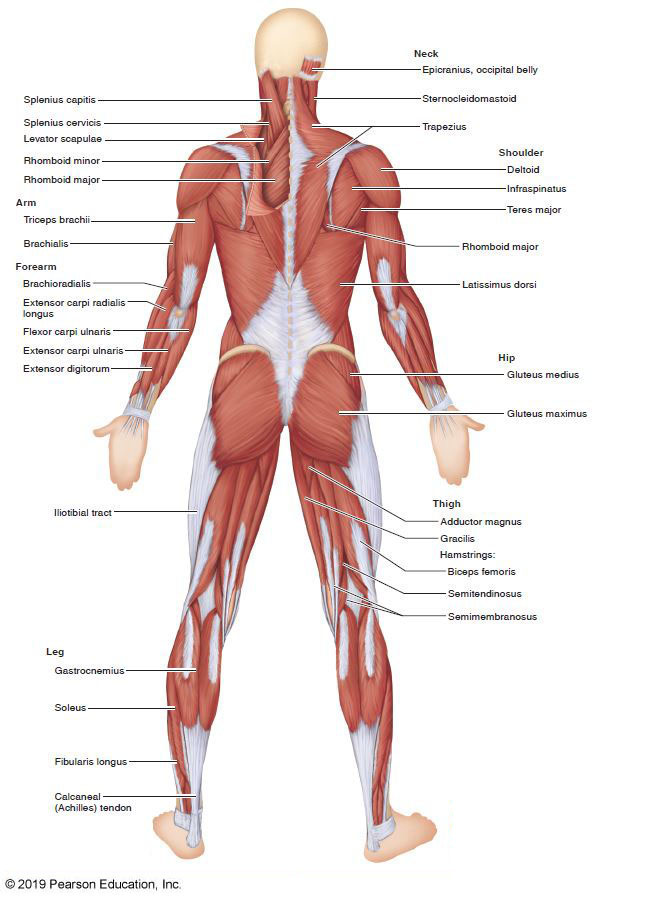 Neck
Epicranius, occipital belly
Sternocleidomastoid
Trapezius
Splenius capitis
Splenius cervicis
Levator scapulae
Rhomboid minor
Rhomboid major
Shoulder
Deltoid
Infraspinatus
Teres major
Rhomboid major
Latissimus dorsi
Arm
Triceps brachii
Brachialis
Forearm
Brachioradialis
Extensor carpi radialis
longus
Flexor carpi ulnaris
Extensor carpi ulnaris
Extensor digitorum
Hip
Gluteus medius
Gluteus maximus
Iliotibial tract
Thigh
Adductor magnus
Gracilis
Hamstrings:
Biceps femoris
Semitendinosus
Semimembranosus
Leg
Gastrocnemius
Soleus
Fibularis longus
Calcaneal
(Achilles) tendon
© 2019 Pearson Education, Inc.